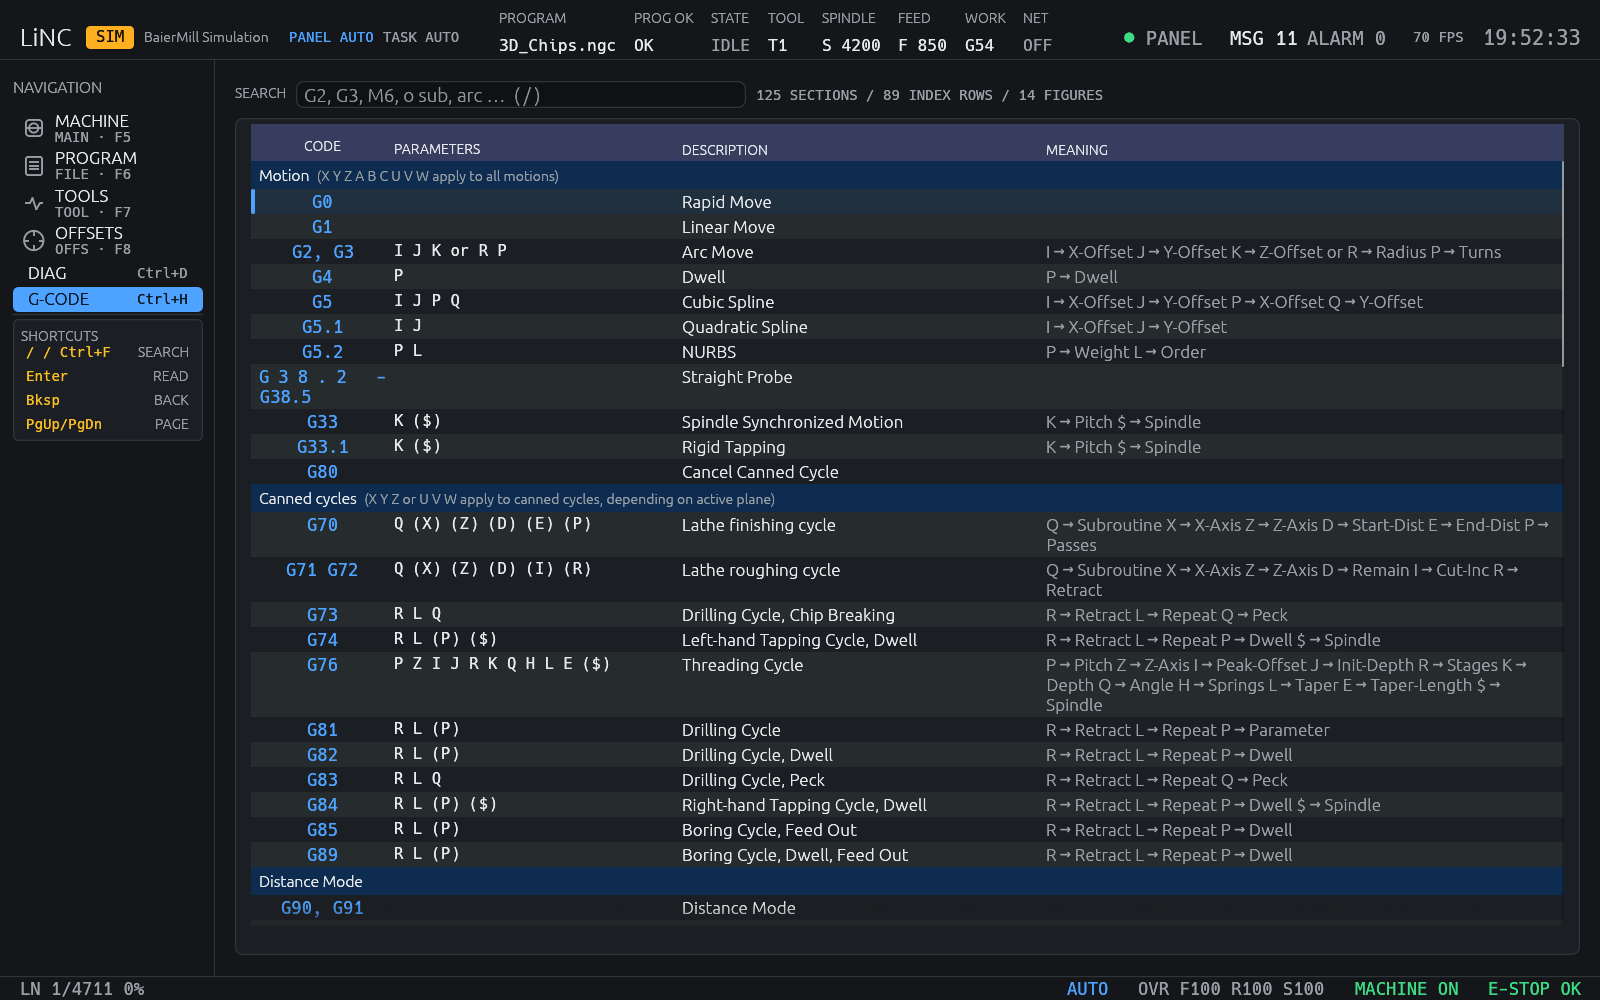 LiNC SIM BaierMill Simulation PANEL AUTO TASK AUTO
PROGRAM PROG OK STATE TOOL SPINDLE FEED WORK NET
3D_Chips.ngc OK IDLE T1 S 4200 F 850 G54 OFF
PANEL MSG 11 ALARM 0 70 FPS 19:52:33
NAVIGATION
MACHINE
MAIN · F5
PROGRAM
FILE · F6
TOOLS
TOOL · F7
OFFSETS
OFFS · F8
DIAG Ctrl+D
G-CODE Ctrl+H
SHORTCUTS
/ / Ctrl+F SEARCH
Enter READ
Bksp BACK
PgUp/PgDn PAGE
SEARCH G2, G3, M6, o sub, arc … (/) 125 SECTIONS / 89 INDEX ROWS / 14 FIGURES
CODE PARAMETERS DESCRIPTION MEANING
Motion (X Y Z A B C U V W apply to all motions)
G0 Rapid Move
G1 Linear Move
G2, G3 I J K or R P Arc Move I → X-Offset J → Y-Offset K → Z-Offset or R → Radius P → Turns
G4 P Dwell P → Dwell
G5 I J P Q Cubic Spline I → X-Offset J → Y-Offset P → X-Offset Q → Y-Offset
G5.1 I J Quadratic Spline I → X-Offset J → Y-Offset
G5.2 P L NURBS P → Weight L → Order
G 3 8 . 2 – Straight Probe
G38.5
G33 K ($) Spindle Synchronized Motion K → Pitch $ → Spindle
G33.1 K ($) Rigid Tapping K → Pitch $ → Spindle
G80 Cancel Canned Cycle
Canned cycles (X Y Z or U V W apply to canned cycles, depending on active plane)
G70 Q (X) (Z) (D) (E) (P) Lathe finishing cycle Q → Subroutine X → X-Axis Z → Z-Axis D → Start-Dist E → End-Dist P →
Passes
G71 G72 Q (X) (Z) (D) (I) (R) Lathe roughing cycle Q → Subroutine X → X-Axis Z → Z-Axis D → Remain I → Cut-Inc R →
Retract
G73 R L Q Drilling Cycle, Chip Breaking R → Retract L → Repeat Q → Peck
G74 R L (P) ($) Left-hand Tapping Cycle, Dwell R → Retract L → Repeat P → Dwell $ → Spindle
G76 P Z I J R K Q H L E ($) Threading Cycle P → Pitch Z → Z-Axis I → Peak-Offset J → Init-Depth R → Stages K →
Depth Q → Angle H → Springs L → Taper E → Taper-Length $ →
Spindle
G81 R L (P) Drilling Cycle R → Retract L → Repeat P → Parameter
G82 R L (P) Drilling Cycle, Dwell R → Retract L → Repeat P → Dwell
G83 R L Q Drilling Cycle, Peck R → Retract L → Repeat Q → Peck
G84 R L (P) ($) Right-hand Tapping Cycle, Dwell R → Retract L → Repeat P → Dwell $ → Spindle
G85 R L (P) Boring Cycle, Feed Out R → Retract L → Repeat P → Dwell
G89 R L (P) Boring Cycle, Dwell, Feed Out R → Retract L → Repeat P → Dwell
Distance Mode
G90, G91 Distance Mode
LN 1/4711 0% AUTO OVR F100 R100 S100 MACHINE ON E-STOP OK